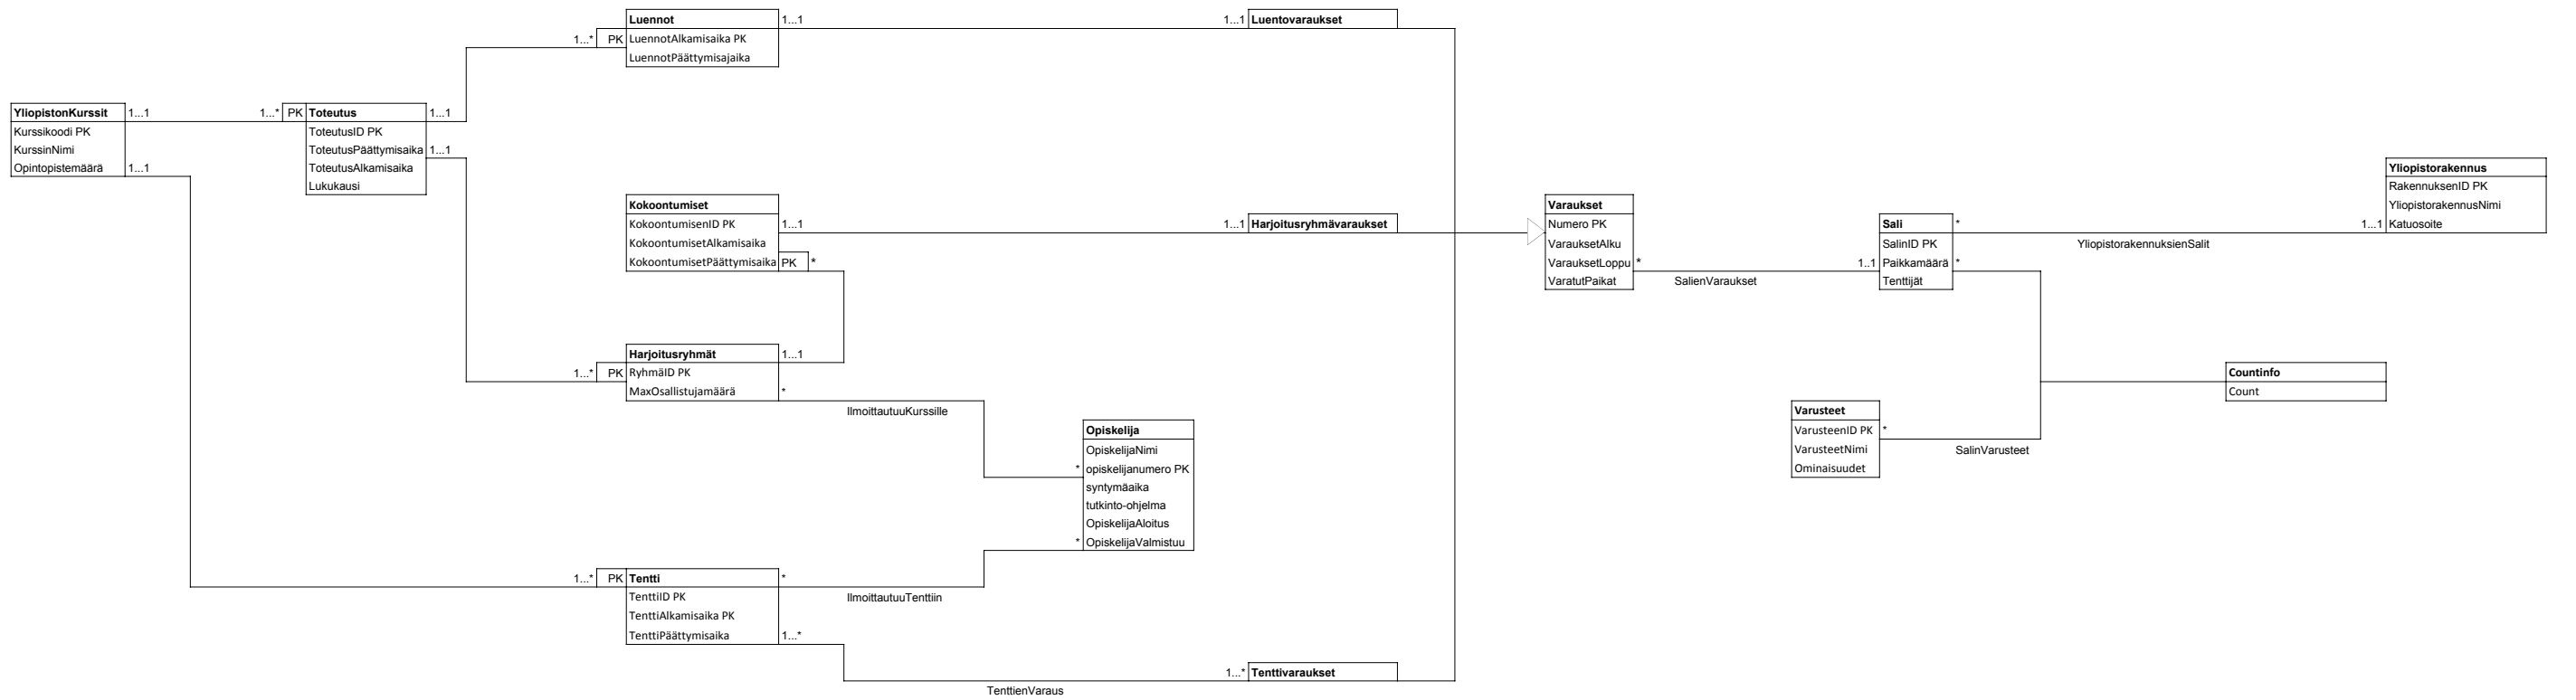 Luennot
LuennotAlkamisaika PK
LuennotPäättymisajaika
1...*
PK
1...1
1...1
Luentovaraukset
YliopistonKurssit
Kurssikoodi PK
KurssinNimi
Opintopistemäärä
1...1
1...1
1...*
PK
Toteutus
ToteutusID PK
ToteutusPäättymisaika
ToteutusAlkamisaika
Lukukausi
1...1
1...1
Kokoontumiset
KokoontumisenID PK
KokoontumisetAlkamisaika
KokoontumisetPäättymisaika
1...1
PK
*
1...1
Harjoitusryhmävaraukset
Varaukset
Numero PK
VarauksetAlku
VarauksetLoppu
VaratutPaikat
*
SalienVaraukset
1..1
Sali
SalinID PK
Paikkamäärä
Tenttijät
*
*
YliopistorakennuksienSalit
1...1
Yliopistorakennus
RakennuksenID PK
YliopistorakennusNimi
Katuosoite
1...*
PK
Harjoitusryhmät
RyhmäID PK
MaxOsallistujamäärä
1...1
*
IlmoittautuuKurssille
Countinfo
Count
Varusteet
VarusteenID PK
VarusteetNimi
Ominaisuudet
*
SalinVarusteet
Opiskelija
OpiskelijaNimi
opiskelijanumero PK
syntymäaika
tutkinto-ohjelma
OpiskelijaAloitus
OpiskelijaValmistuu
*
*
1...*
PK
Tentti
TenttiID PK
TenttiAlkamisaika PK
TenttiPäättymisaika
*
IlmoittautuuTenttiin
1...*
TenttienVaraus
1...*
Tenttivaraukset